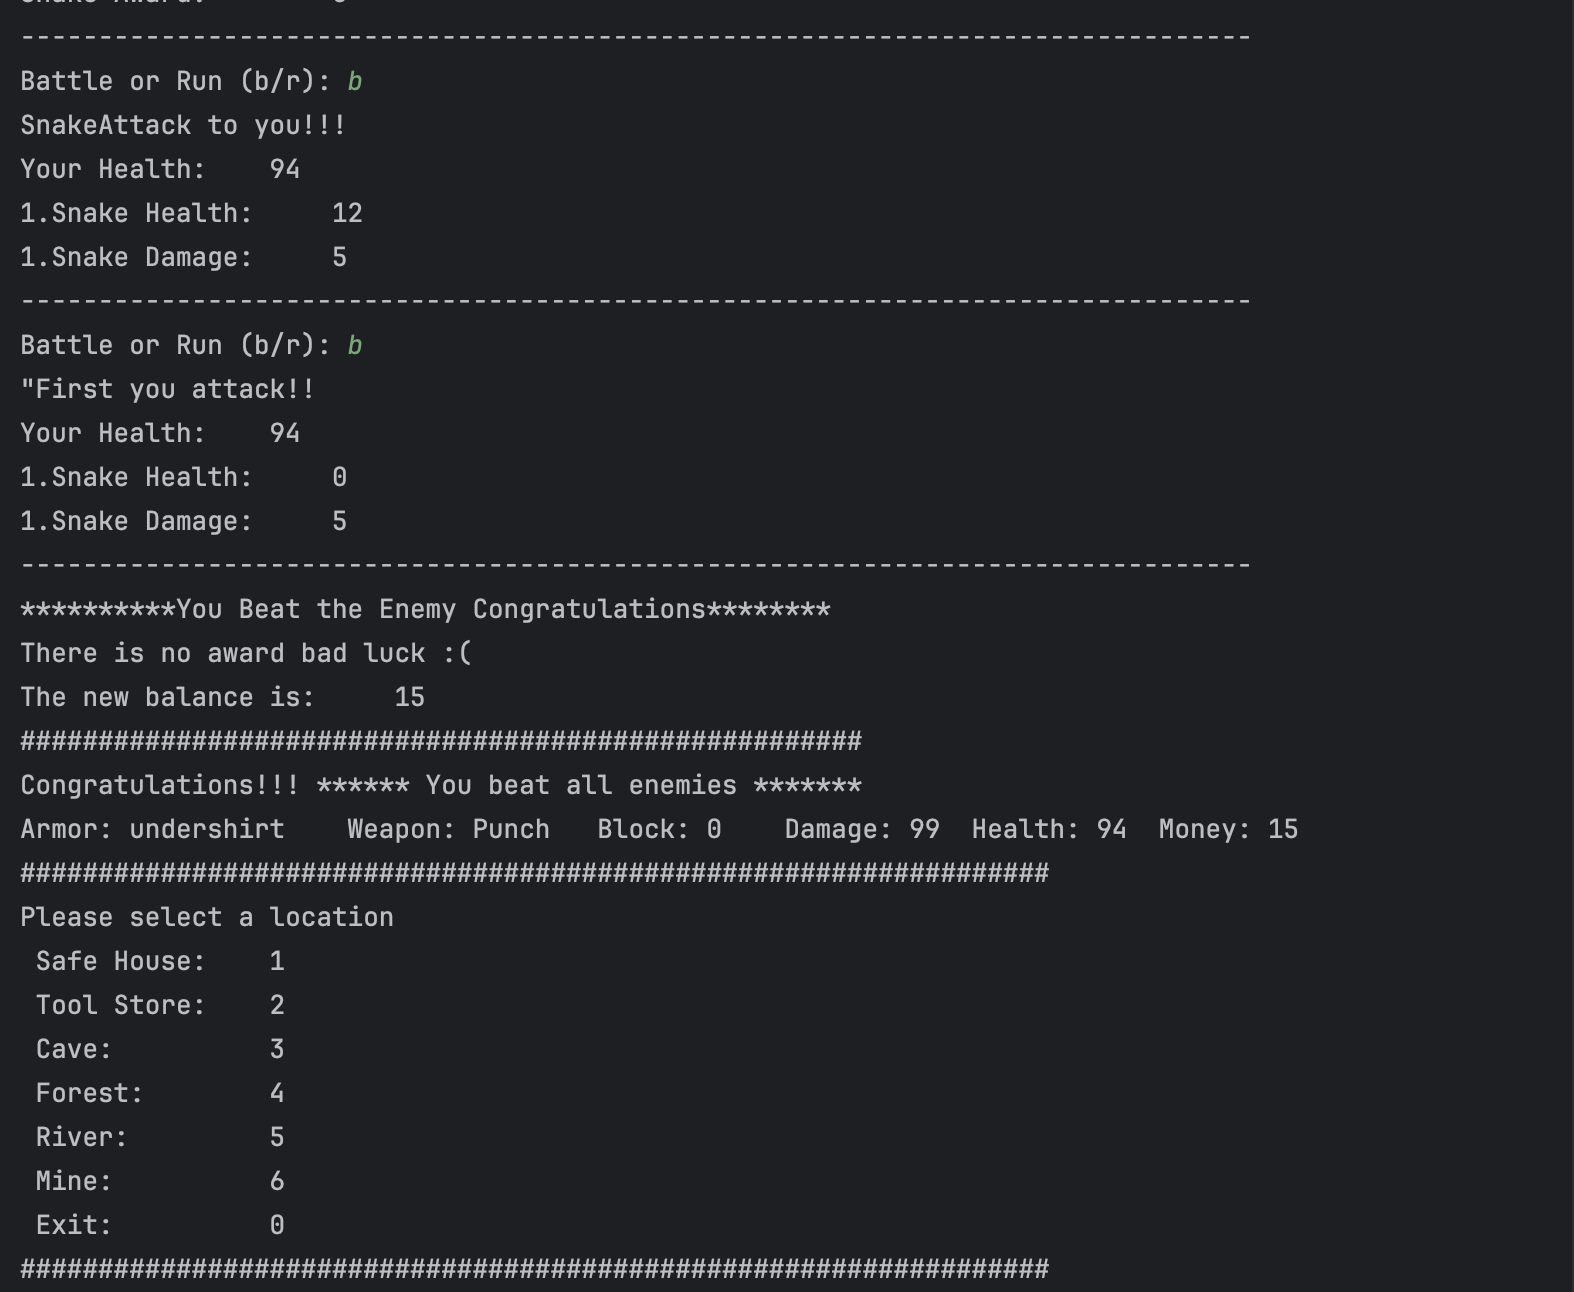 --------------------------------------------------------------------------------
Battle or Run (b/r): b
SnakeAttack to you!!!
Your Health:    94
1.Snake Health:     12
1.Snake Damage:     5
--------------------------------------------------------------------------------
Battle or Run (b/r): b
"First you attack!!
Your Health:    94
1.Snake Health:     0
1.Snake Damage:     5
--------------------------------------------------------------------------------
**********You Beat the Enemy Congratulations********
There is no award bad luck :(
The new balance is:     15
######################################################
Congratulations!!! ****** You beat all enemies *******
Armor: undershirt    Weapon: Punch   Block: 0    Damage: 99  Health: 94  Money: 15
##################################################################
Please select a location
 Safe House:    1
 Tool Store:    2
 Cave:          3
 Forest:        4
 River:         5
 Mine:          6
 Exit:          0
##################################################################